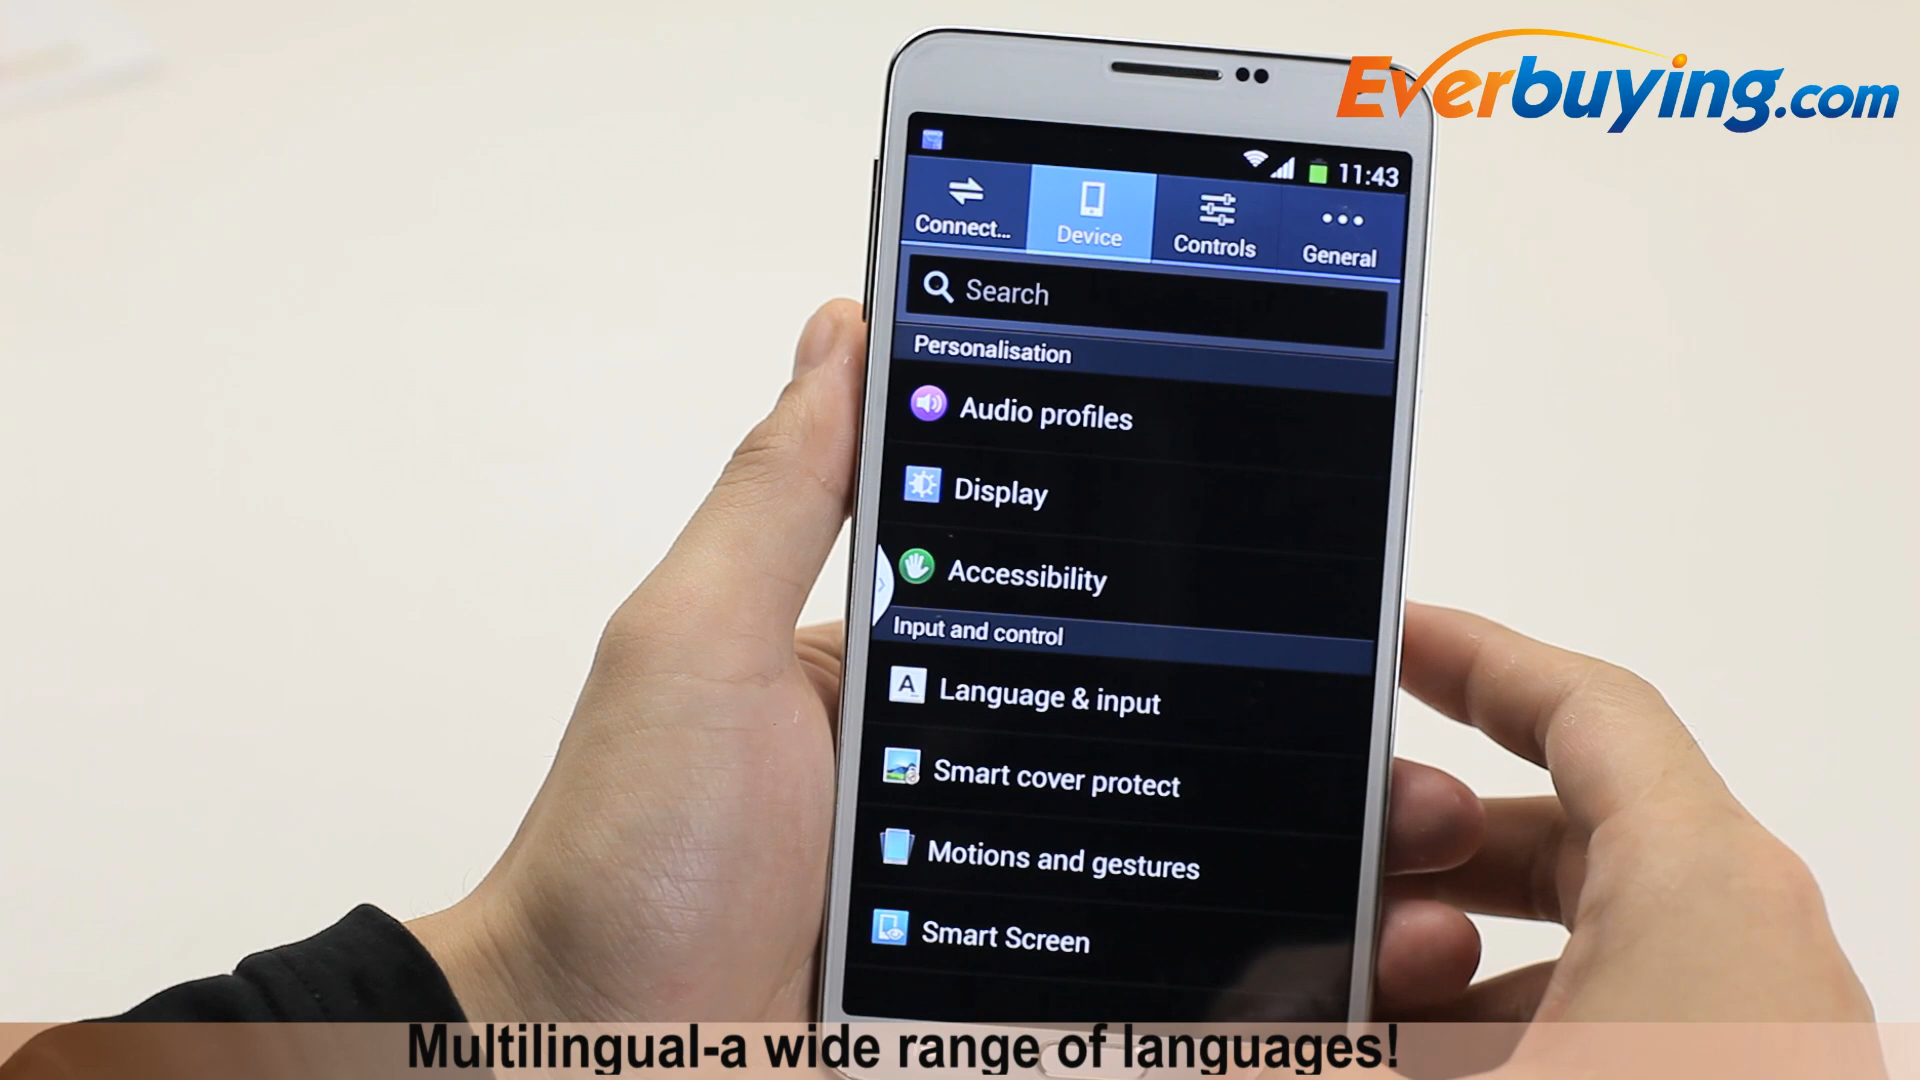 Everbuying.com
11:43
Connect... Device Controls General
Search
Personalisation
Audio profiles
Display
Accessibility
Input and control
Language & input
Smart cover protect
Motions and gestures
Smart Screen
Multilingual-a wide range of languages!